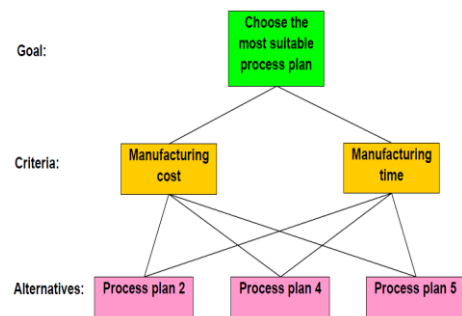 Goal:
Choose the
most suitable
process plan
Criteria:
Manufacturing
cost
Manufacturing
time
Alternatives:
Process plan 2
Process plan 4
Process plan 5